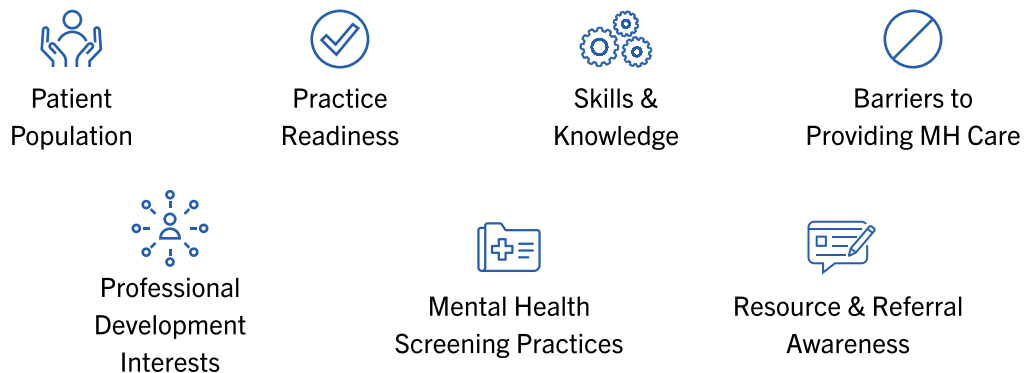 Patient
Population
Practice
Readiness
Skills &
Knowledge
Barriers to
Providing MH Care
Professional
Development
Interests
Mental Health
Screening Practices
Resource & Referral
Awareness